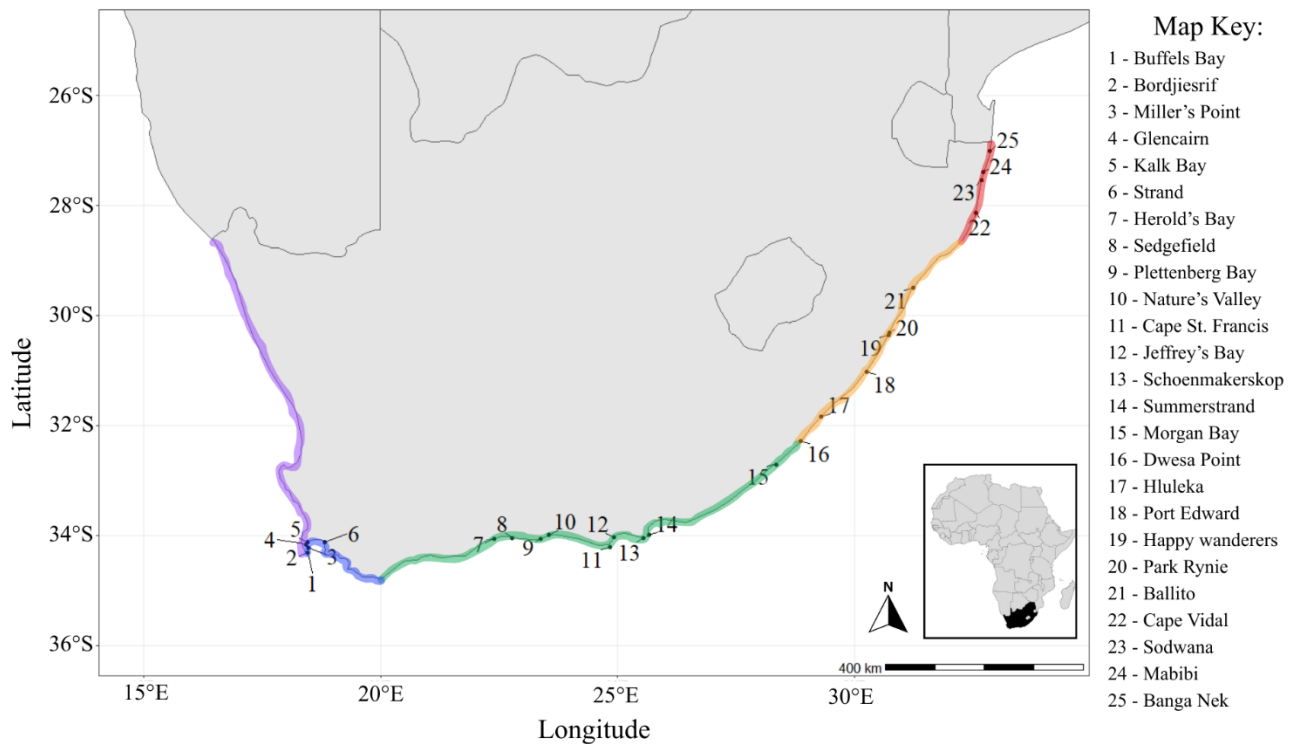 Map Key:
1 - Buffels Bay
2 - Bordjiesrif
3 - Miller's Point
4 - Glencairn
5 - Kalk Bay
6 - Strand
7 - Herold's Bay
8 - Sedgefield
9 - Plettenberg Bay
10 - Nature's Valley
11 - Cape St. Francis
12 - Jeffrey's Bay
13 - Schoenmakerskop
14 - Summerstrand
15 - Morgan Bay
16 - Dwesa Point
17 - Hluleka
18 - Port Edward
19 - Happy wanderers
20 - Park Rynie
21 - Ballito
22 - Cape Vidal
23 - Sodwana
24 - Mabibi
25 - Banga Nek
Latitude
26°S
28°S
30°S
32°S
34°S
36°S
25
24
23
22
21
20
19
18
17
16
15
14
13
12
11
10
9
8
7
6
5
4
3
2
1
N
400 km
15°E
20°E
25°E
30°E
Longitude